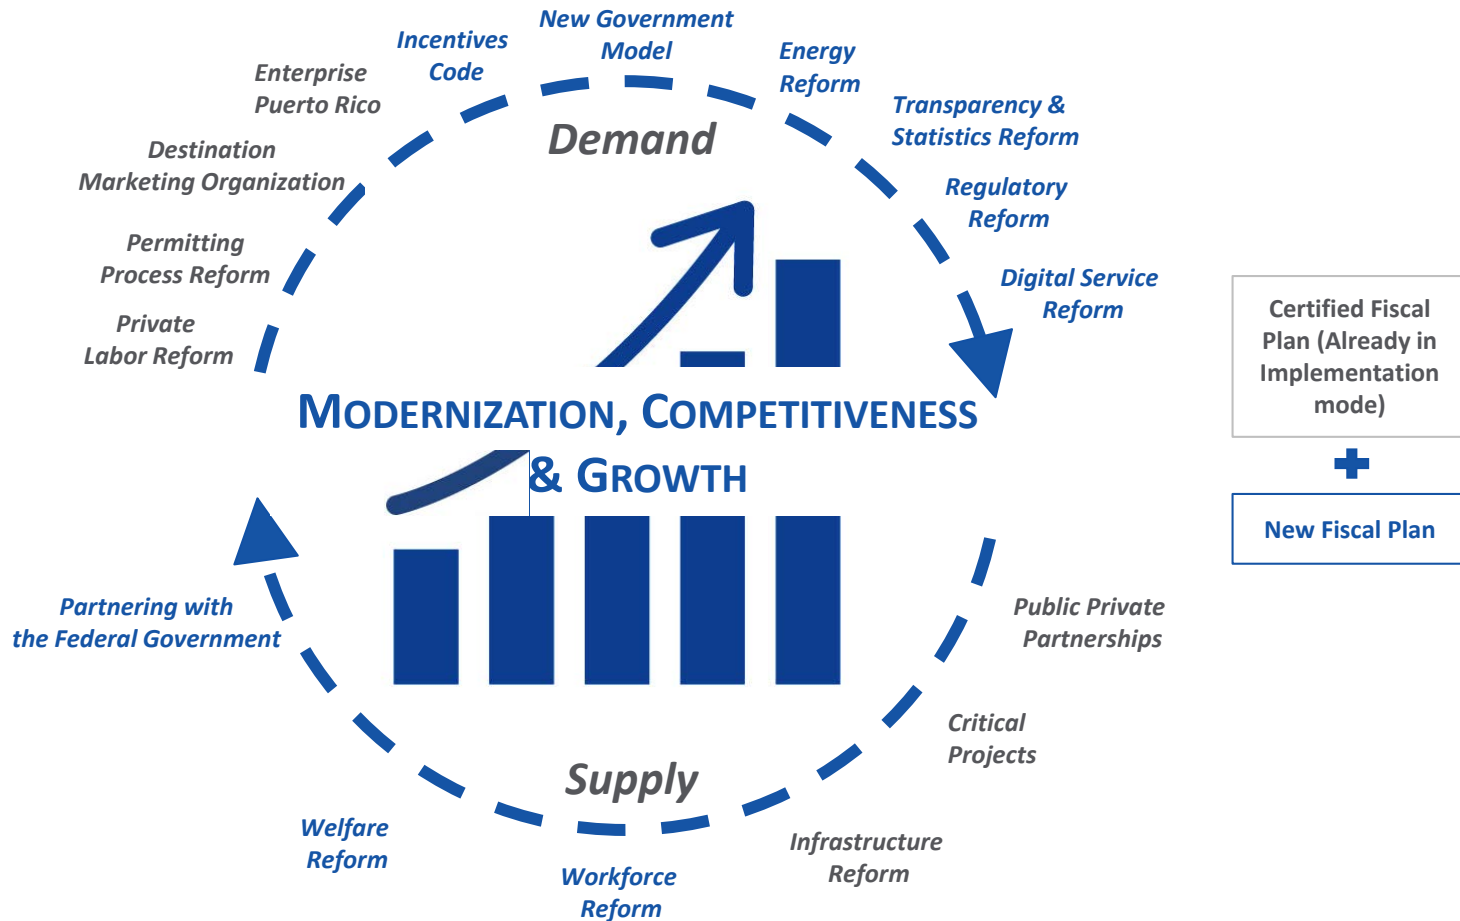 New Government
Model
Incentives
Code
Energy
Reform
Enterprise
Puerto Rico
Transparency &
Statistics Reform
Demand
Destination
Marketing Organization
Regulatory
Reform
Permitting
Process Reform
Digital Service
Reform
Private
Labor Reform
Certified Fiscal
Plan (Already in
Implementation
mode)
MODERNIZATION, COMPETITIVENESS
& GROWTH
New Fiscal Plan
Partnering with
the Federal Government
Public Private
Partnerships
Critical
Projects
Supply
Welfare
Reform
Infrastructure
Reform
Workforce
Reform